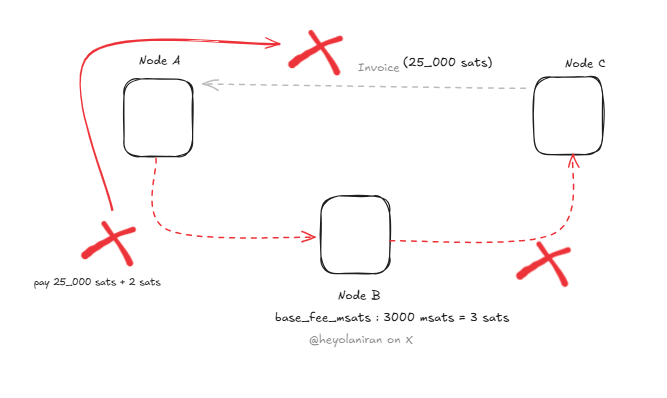 Node A
Invoice (25_000 sats)
Node C
pay 25_000 sats + 2 sats
Node B
base_fee_msats : 3000 msats = 3 sats
@heyolaniran on X